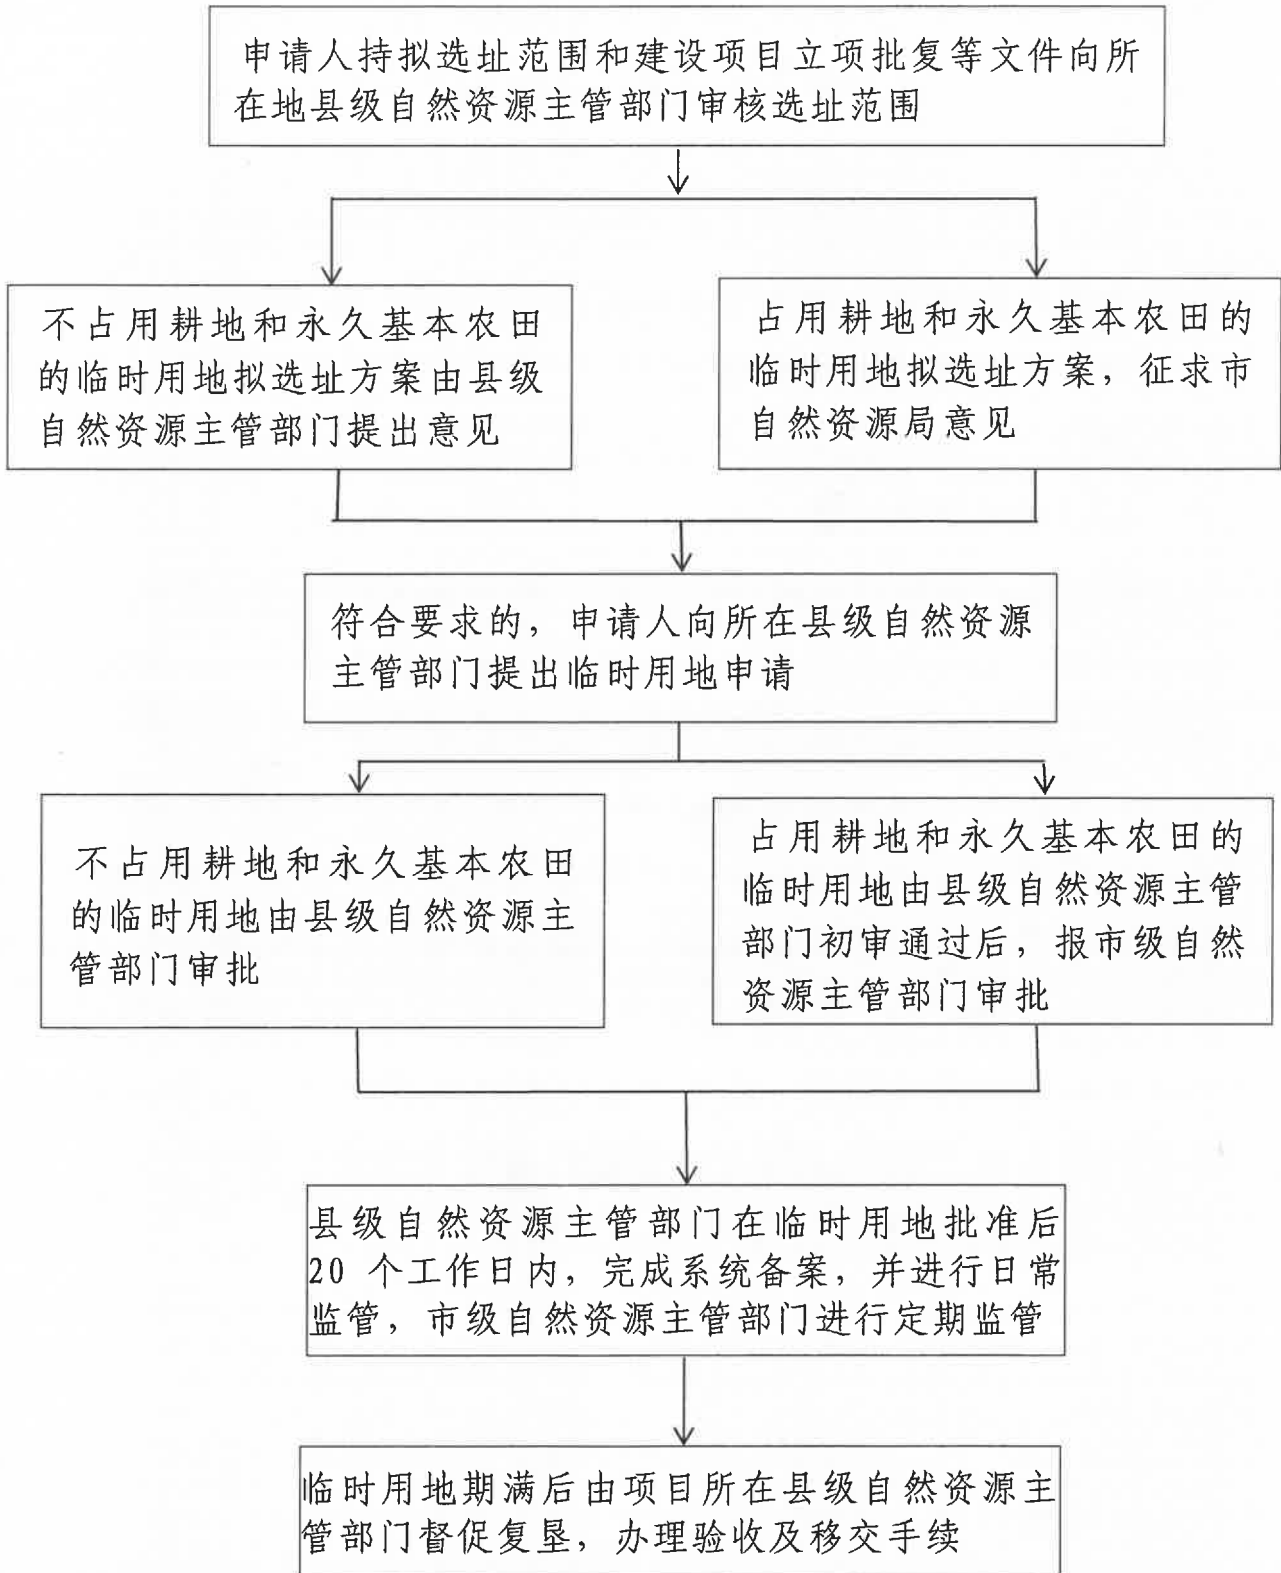 申请人持拟选址范围和建设项目立项批复等文件向所
在地县级自然资源主管部门审核选址范围
不占用耕地和永久基本农田
的临时用地拟选址方案由县级
自然资源主管部门提出意见
占用耕地和永久基本农田的
临时用地拟选址方案，征求市
自然资源局意见
符合要求的，申请人向所在县级自然资源
主管部门提出临时用地申请
不占用耕地和永久基本农田
的临时用地由县级自然资源主
管部门审批
占用耕地和永久基本农田的
临时用地由县级自然资源主管
部门初审通过后，报市级自然
资源主管部门审批
县级自然资源主管部门在临时用地批准后
20 个工作日内，完成系统备案，并进行日常
监管，市级自然资源主管部门进行定期监管
临时用地期满后由项目所在县级自然资源主
管部门督促复垦，办理验收及移交手续